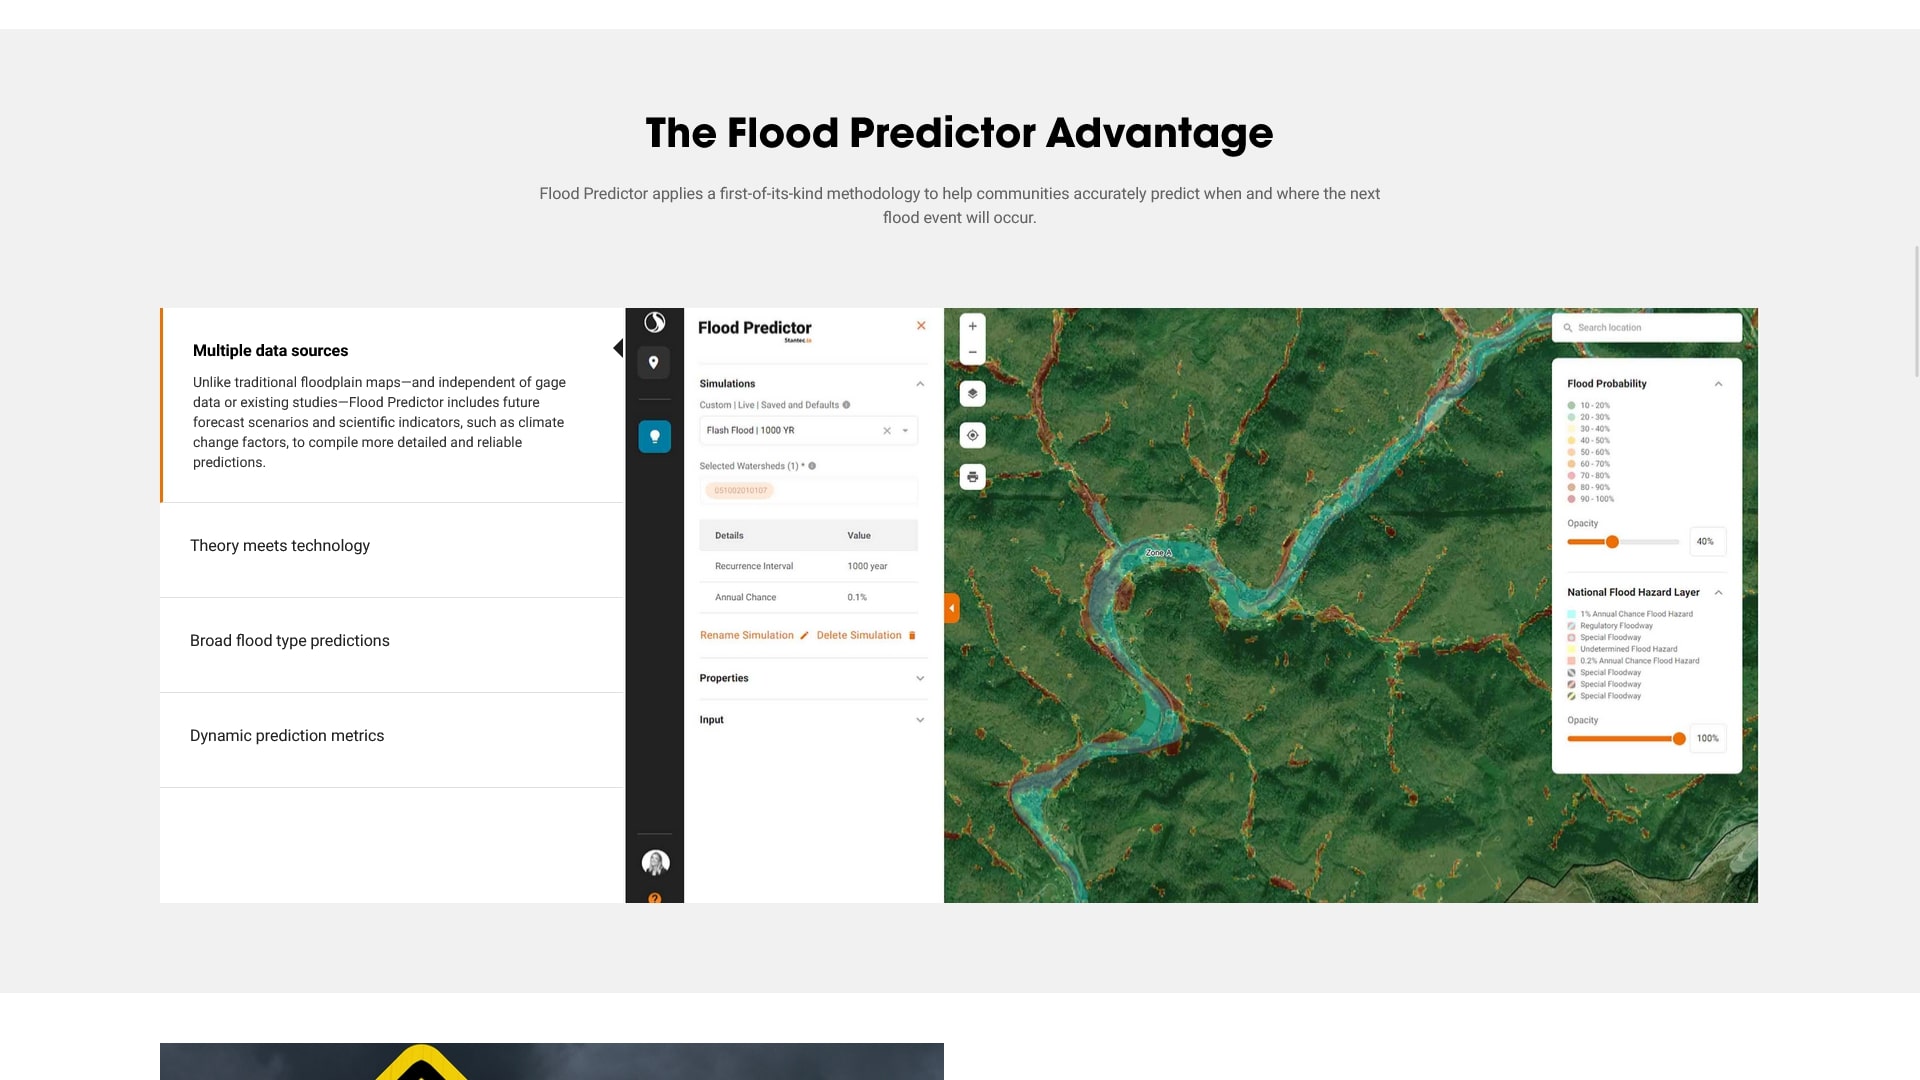 The Flood Predictor Advantage
Flood Predictor applies a first-of-its-kind methodology to help communities accurately predict when and where the next
flood event will occur.
Multiple data sources
Unlike traditional floodplain maps—and independent of gage
data or existing studies—Flood Predictor includes future
forecast scenarios and scientific indicators, such as climate
change factors, to compile more detailed and reliable
predictions.
Theory meets technology
Broad flood type predictions
Dynamic prediction metrics
Flood Predictor
Stantec.io
Simulations
Custom | Live | Saved and Defaults
Flash Flood | 1000 YR
Selected Watersheds (1) *
051002010107
Details Value
Recurrence Interval 1000 year
Annual Chance 0.1%
Rename Simulation Delete Simulation
Properties
Input
?
+
−
Zone A
Search location
Flood Probability
10 - 20%
20 - 30%
30 - 40%
40 - 50%
50 - 60%
60 - 70%
70 - 80%
80 - 90%
90 - 100%
Opacity
40%
National Flood Hazard Layer
1% Annual Chance Flood Hazard
Regulatory Floodway
Special Floodway
Undetermined Flood Hazard
0.2% Annual Chance Flood Hazard
Special Floodway
Special Floodway
Special Floodway
Opacity
100%